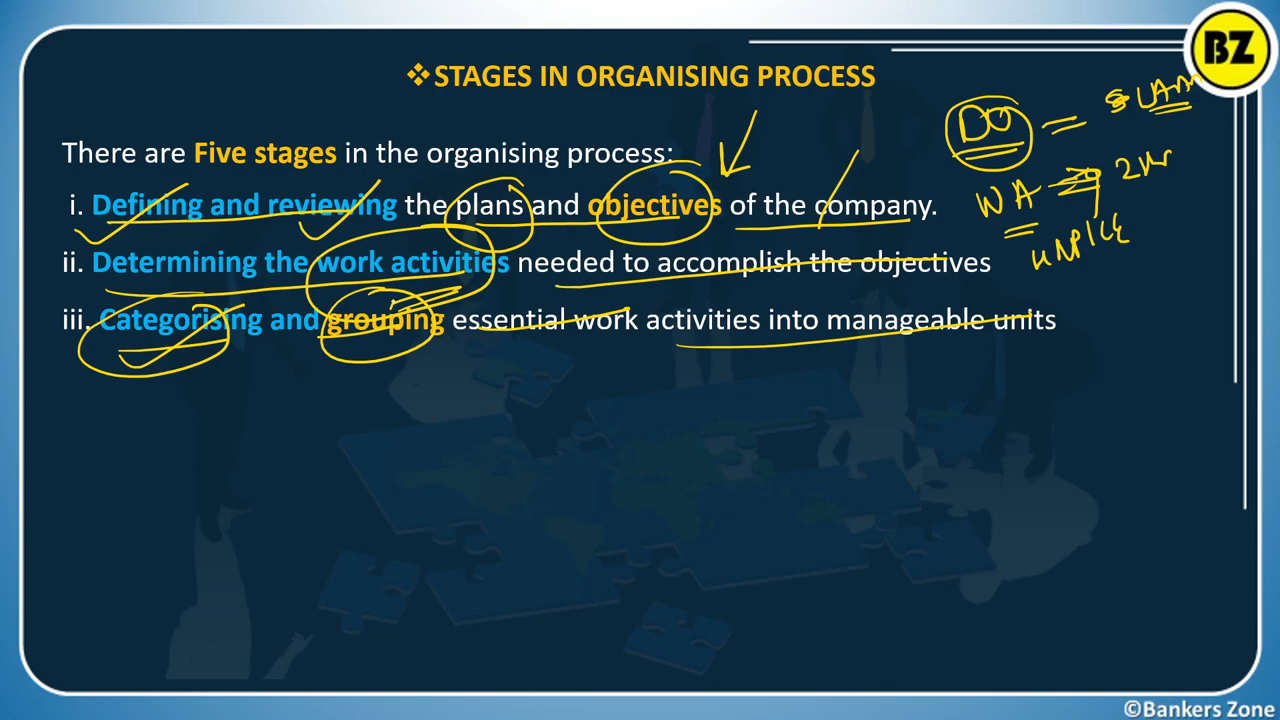 BZ
❖STAGES IN ORGANISING PROCESS
There are Five stages in the organising process:
i. Defining and reviewing the plans and objectives of the company.
ii. Determining the work activities needed to accomplish the objectives
iii. Categorising and grouping essential work activities into manageable units
DO =
WA
2Hr
©Bankers Zone